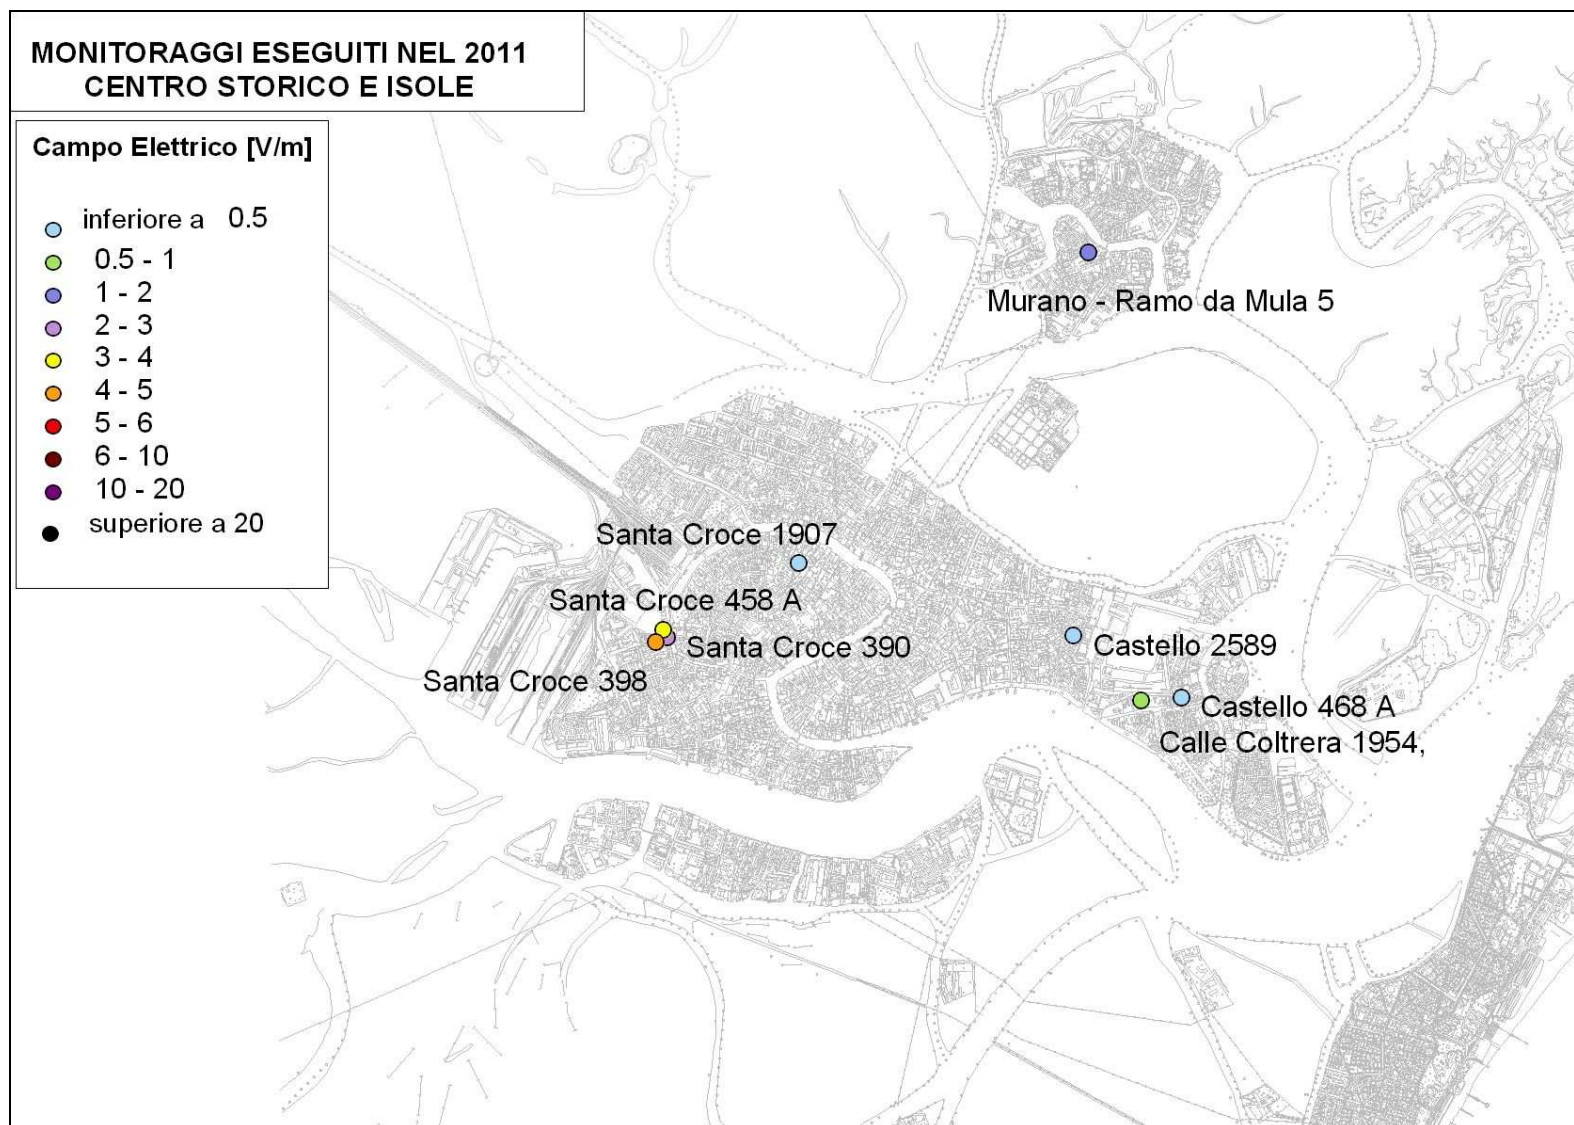 MONITORAGGI ESEGUITI NEL 2011
CENTRO STORICO E ISOLE
Campo Elettrico [V/m]
inferiore a 0.5
0.5 - 1
1 - 2
2 - 3
3 - 4
4 - 5
5 - 6
6 - 10
10 - 20
superiore a 20
Murano - Ramo da Mula 5
Santa Croce 1907
Santa Croce 458 A
Santa Croce 390
Santa Croce 398
Castello 2589
Castello 468 A
Calle Coltrera 1954,